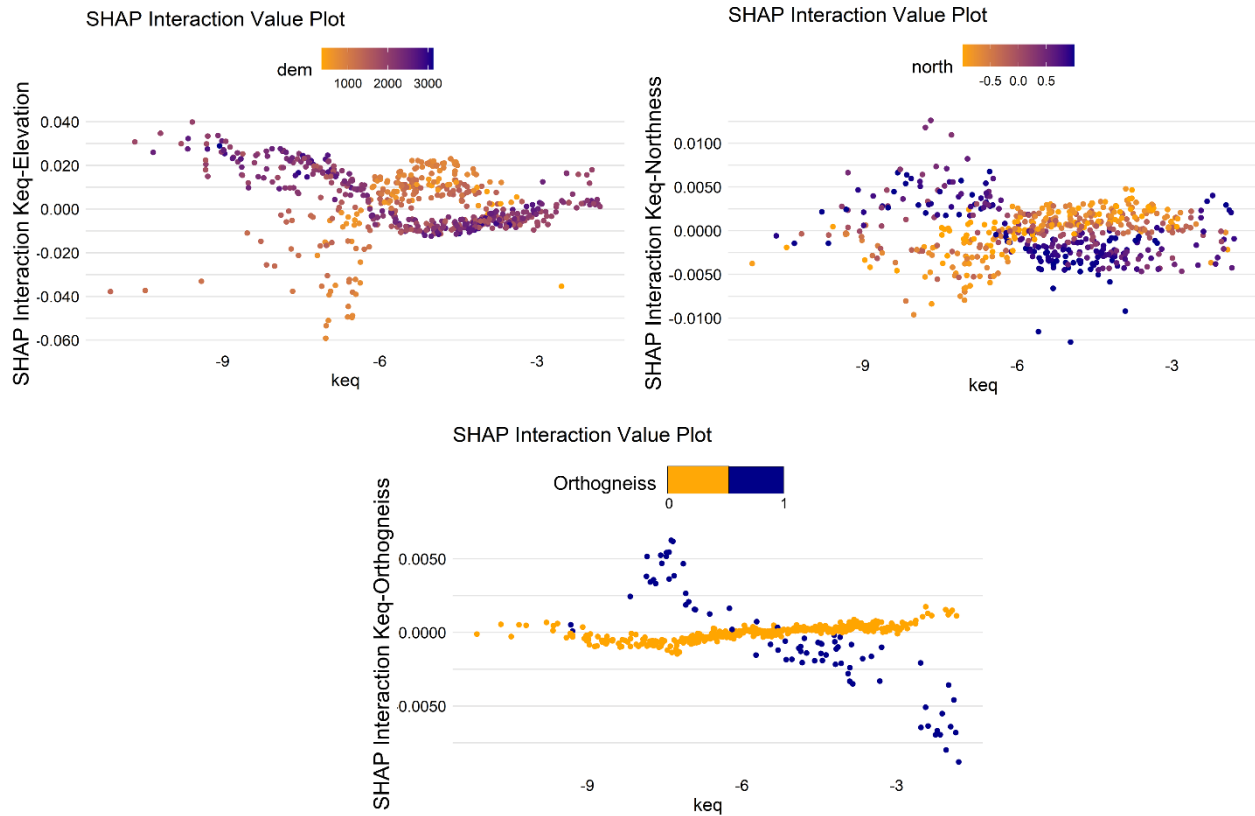 SHAP Interaction Value Plot
dem
1000 2000 3000
SHAP Interaction Keq-Elevation
0.040
0.020
0.000
-0.020
-0.040
-0.060
-9 -6 -3
keq
SHAP Interaction Value Plot
north
-0.5 0.0 0.5
SHAP Interaction Keq-Northness
0.0100
0.0050
0.0000
-0.0050
-0.0100
-9 -6 -3
keq
SHAP Interaction Value Plot
Orthogneiss
0 1
SHAP Interaction Keq-Orthogneiss
0.0050
0.0000
0.0050
-9 -6 -3
keq